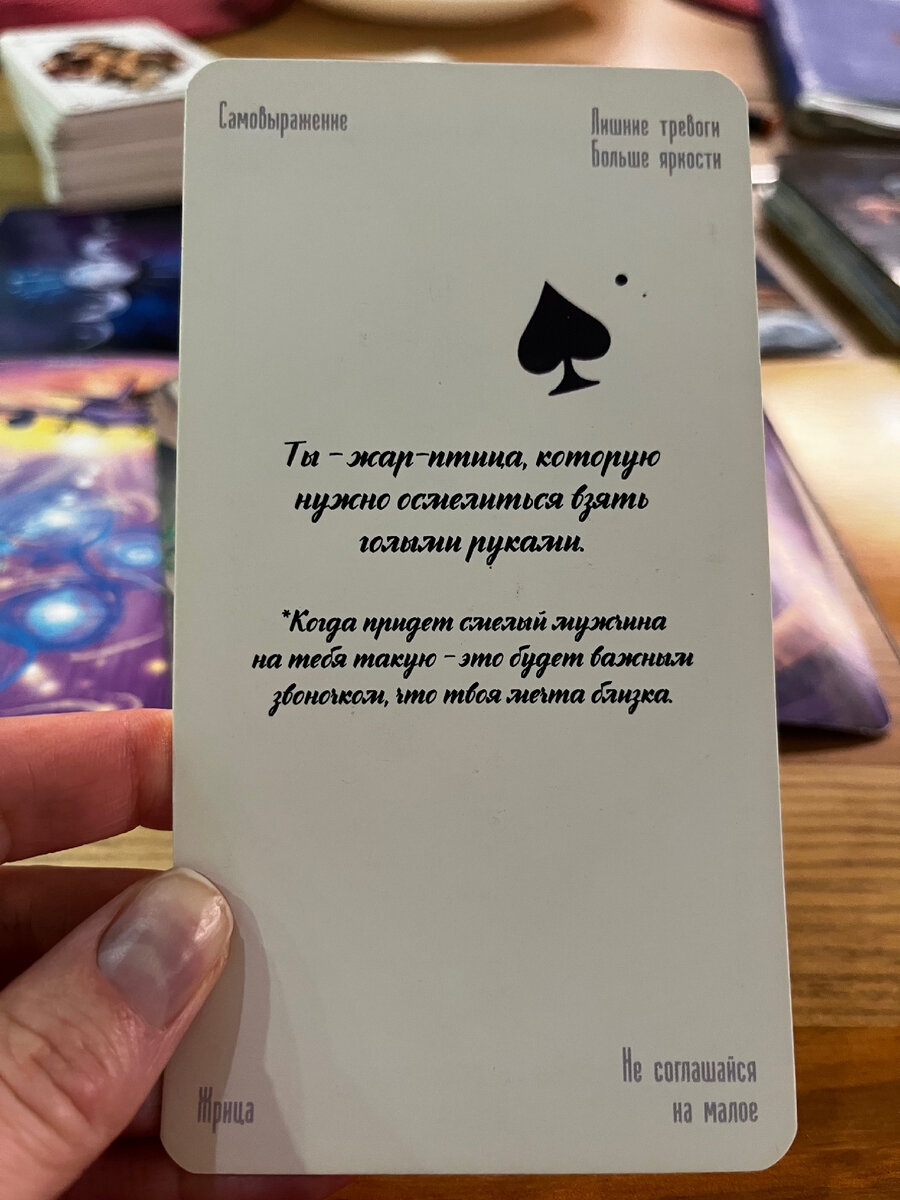 Самовыражение
Лишние тревоги
Больше яркости
Ты - жар-птица, которую
нужно осмелиться взять
голыми руками.
*Когда придет смелый мужчина
на тебя такую - это будет важным
звоночком, что твоя мечта близка.
Жрица
Не соглашайся
на малое